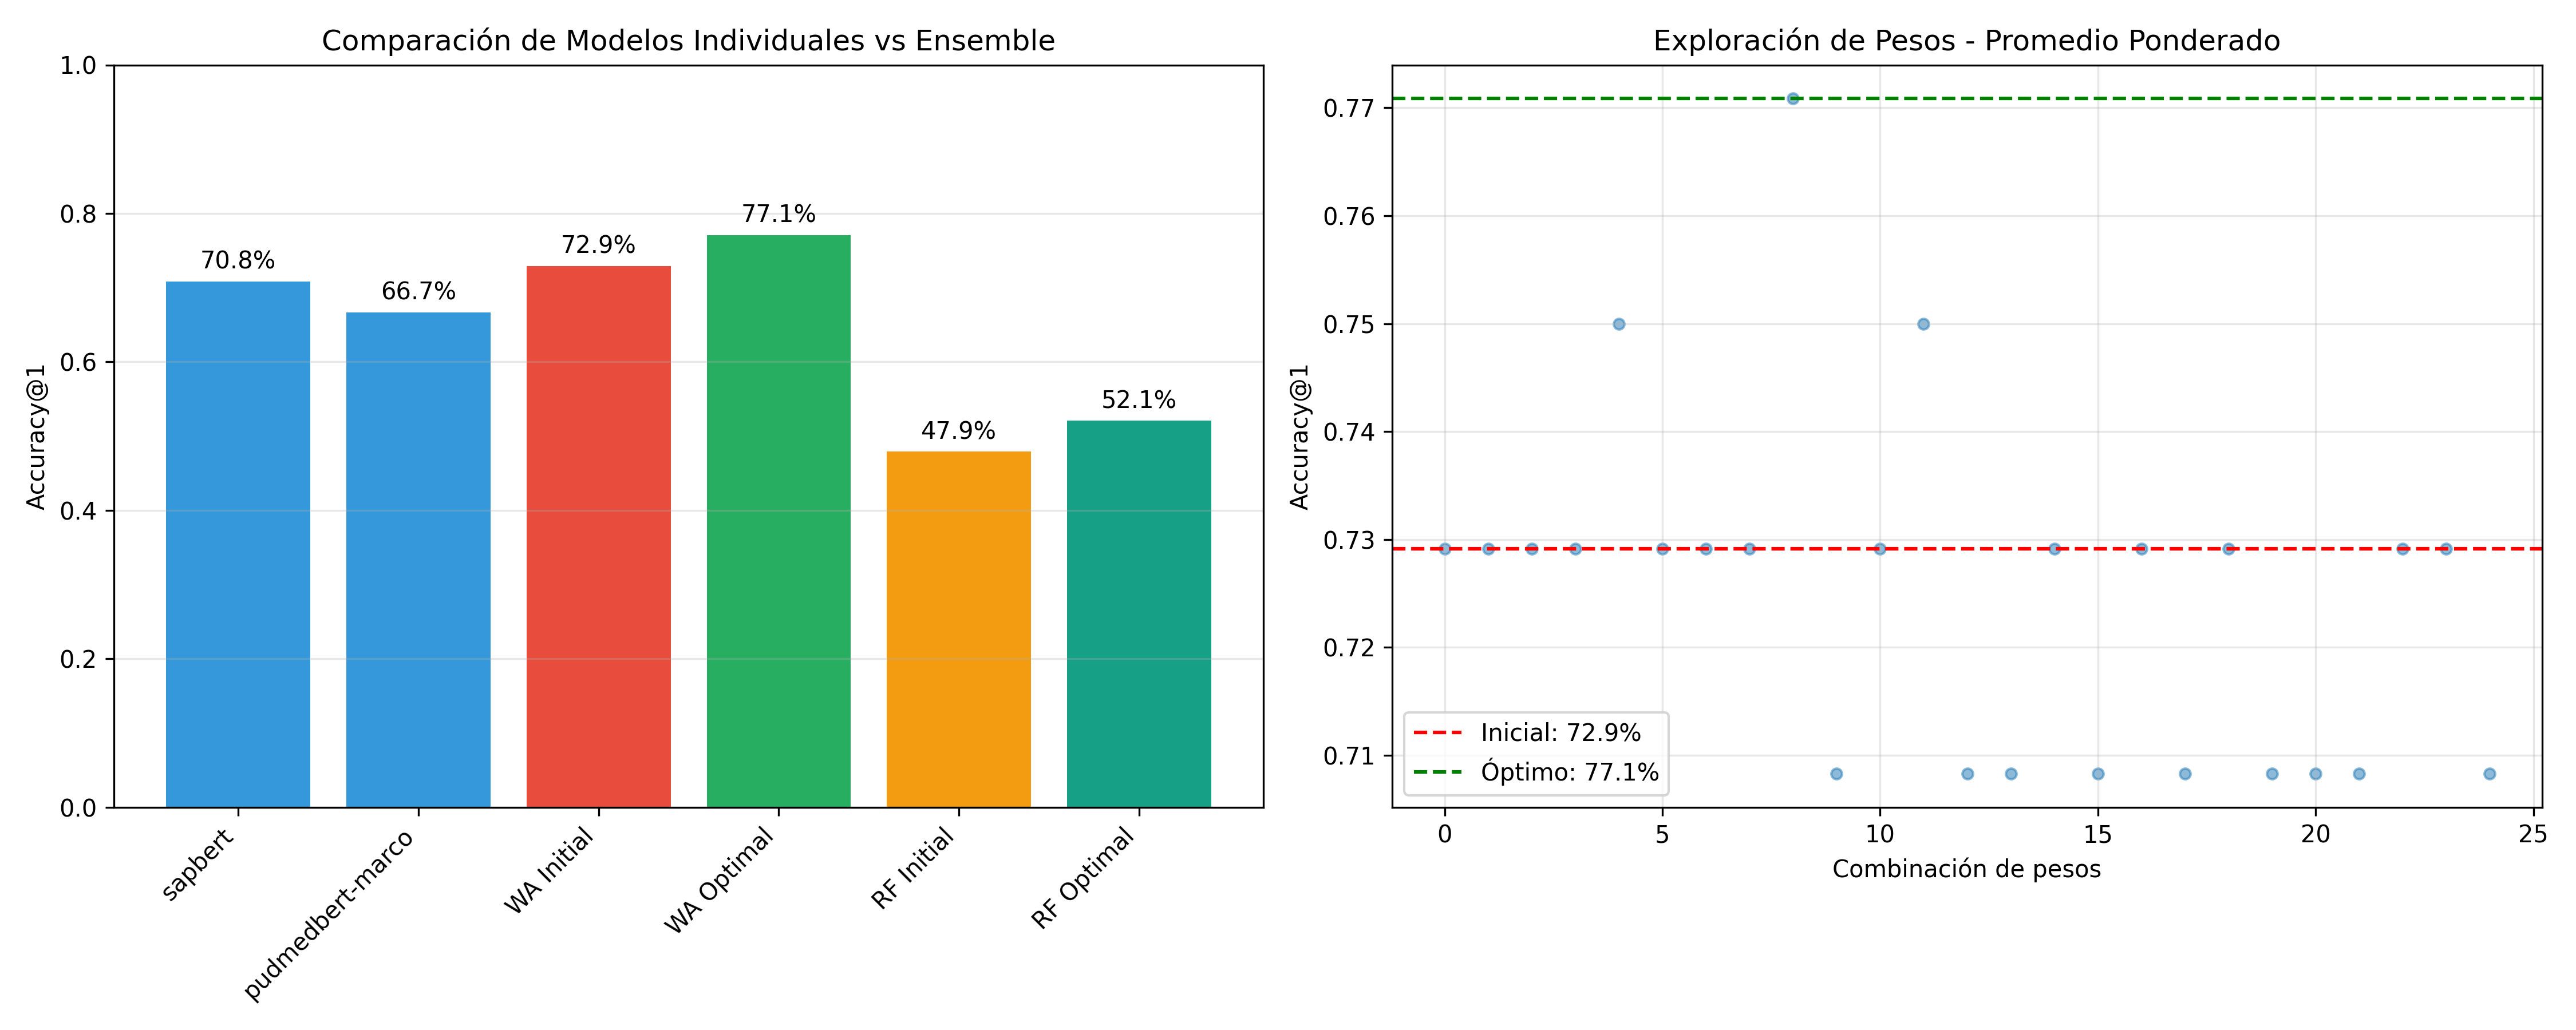 Comparación de Modelos Individuales vs Ensemble
Accuracy@1
1.0
0.8
0.6
0.4
0.2
0.0
70.8%
66.7%
72.9%
77.1%
47.9%
52.1%
sapbert
pudmedbert-marco
WA Initial
WA Optimal
RF Initial
RF Optimal
Exploración de Pesos - Promedio Ponderado
Accuracy@1
0.77
0.76
0.75
0.74
0.73
0.72
0.71
Inicial: 72.9%
Óptimo: 77.1%
0 5 10 15 20 25
Combinación de pesos